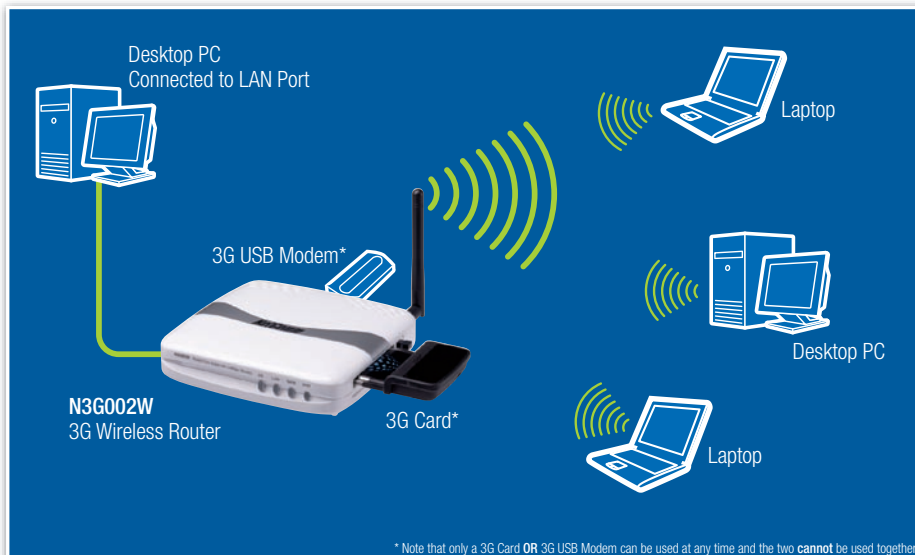 Desktop PC
Connected to LAN Port
Laptop
3G USB Modem*
Desktop PC
N3G002W
3G Wireless Router
3G Card*
Laptop
* Note that only a 3G Card OR 3G USB Modem can be used at any time and the two cannot be used together